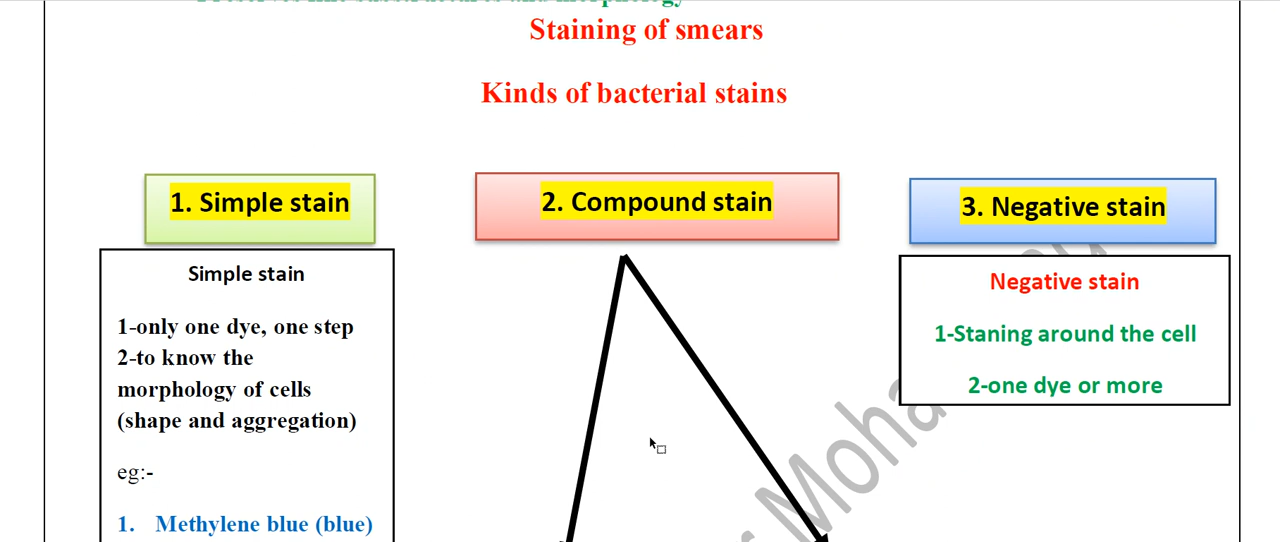 Staining of smears
Kinds of bacterial stains
1. Simple stain
2. Compound stain
3. Negative stain
Simple stain
1-only one dye, one step
2-to know the
morphology of cells
(shape and aggregation)
eg:-
1. Methylene blue (blue)
Negative stain
1-Staning around the cell
2-one dye or more